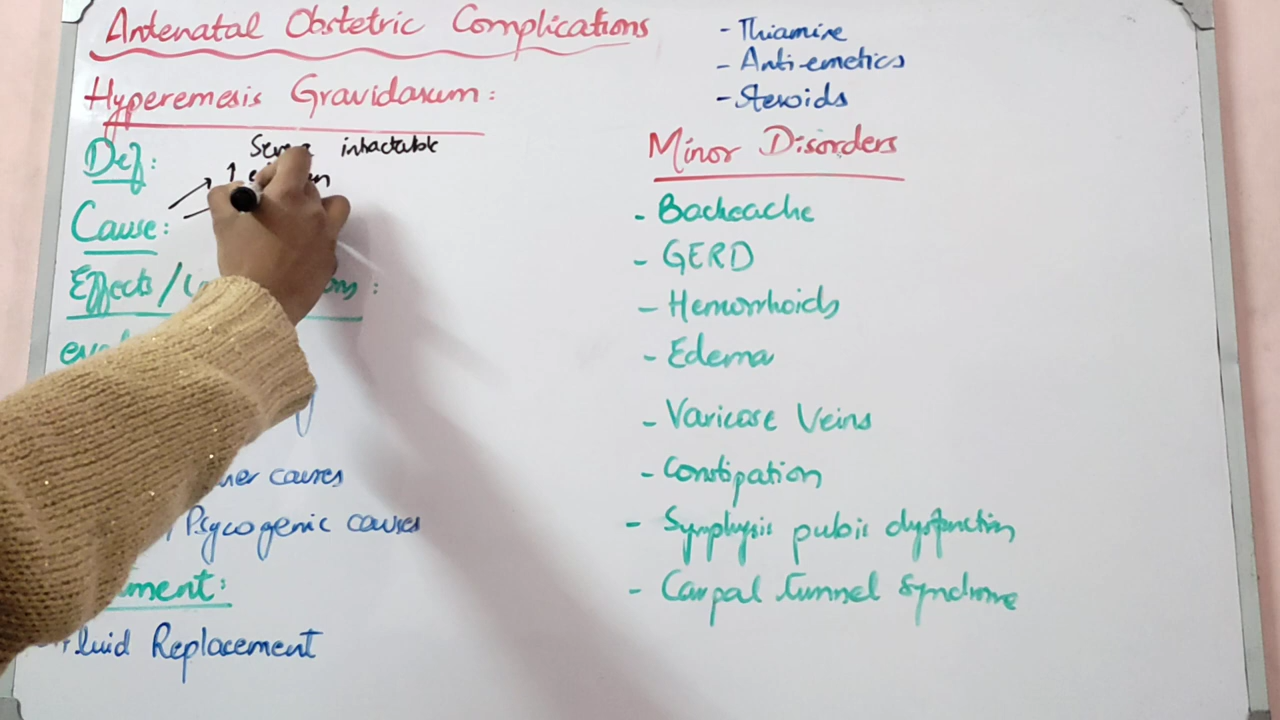 Antenatal Obstetric Complications
Hyperemesis Gravidarum:
Def:
intractable
↑
Cause:
Effects/
causes
Psycogenic causes
Fluid Replacement
- Thiamine
- Anti-emetics
- Steroids
Minor Disorders
- Backache
- GERD
- Hemorrhoids
- Edema
- Varicose Veins
- Constipation
- Symphysis pubis dysfunction
- Carpal tunnel syndrome